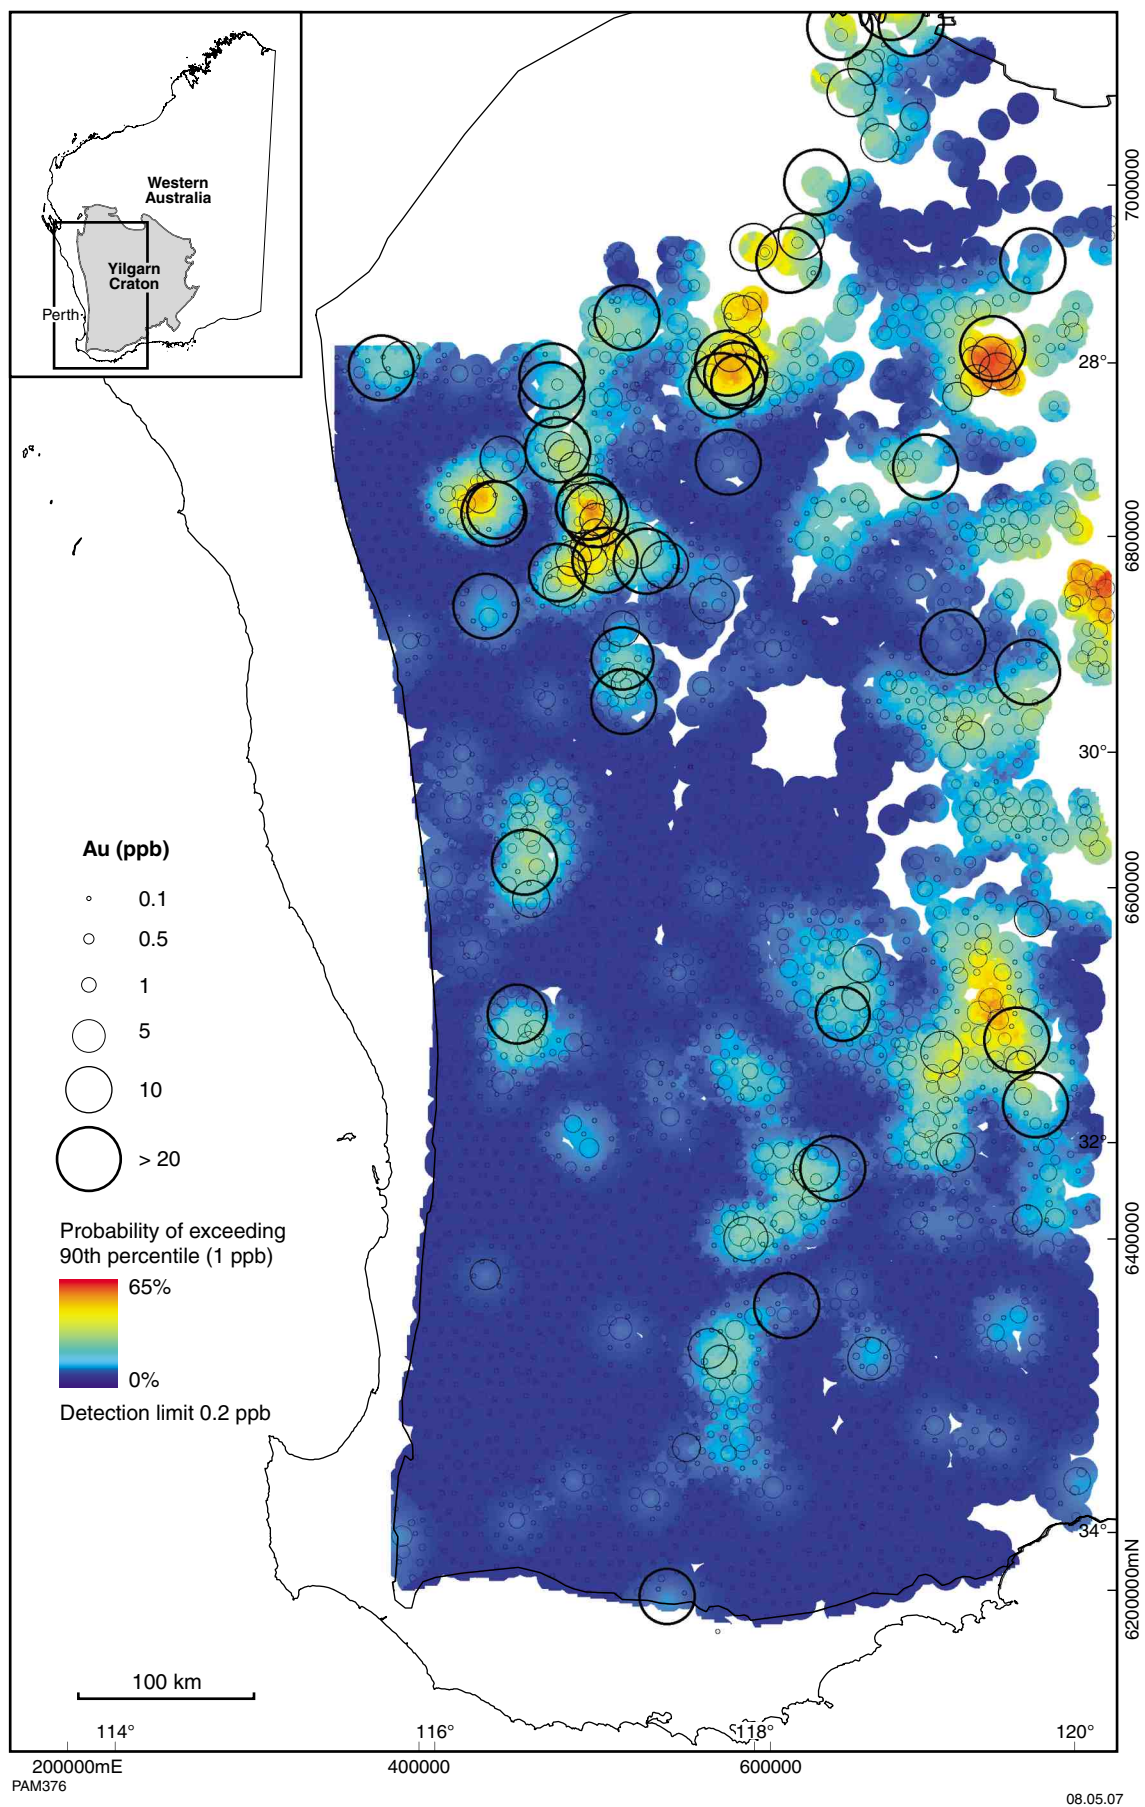 Western
Australia
Yilgarn
Craton
Perth
7000000
28°
6800000
30°
6600000
32°
6400000
34°
6200000mN
Au (ppb)
0.1
0.5
1
5
10
> 20
Probability of exceeding
90th percentile (1 ppb)
65%
0%
Detection limit 0.2 ppb
100 km
114°
116°
118°
120°
200000mE
400000
600000
PAM376
08.05.07